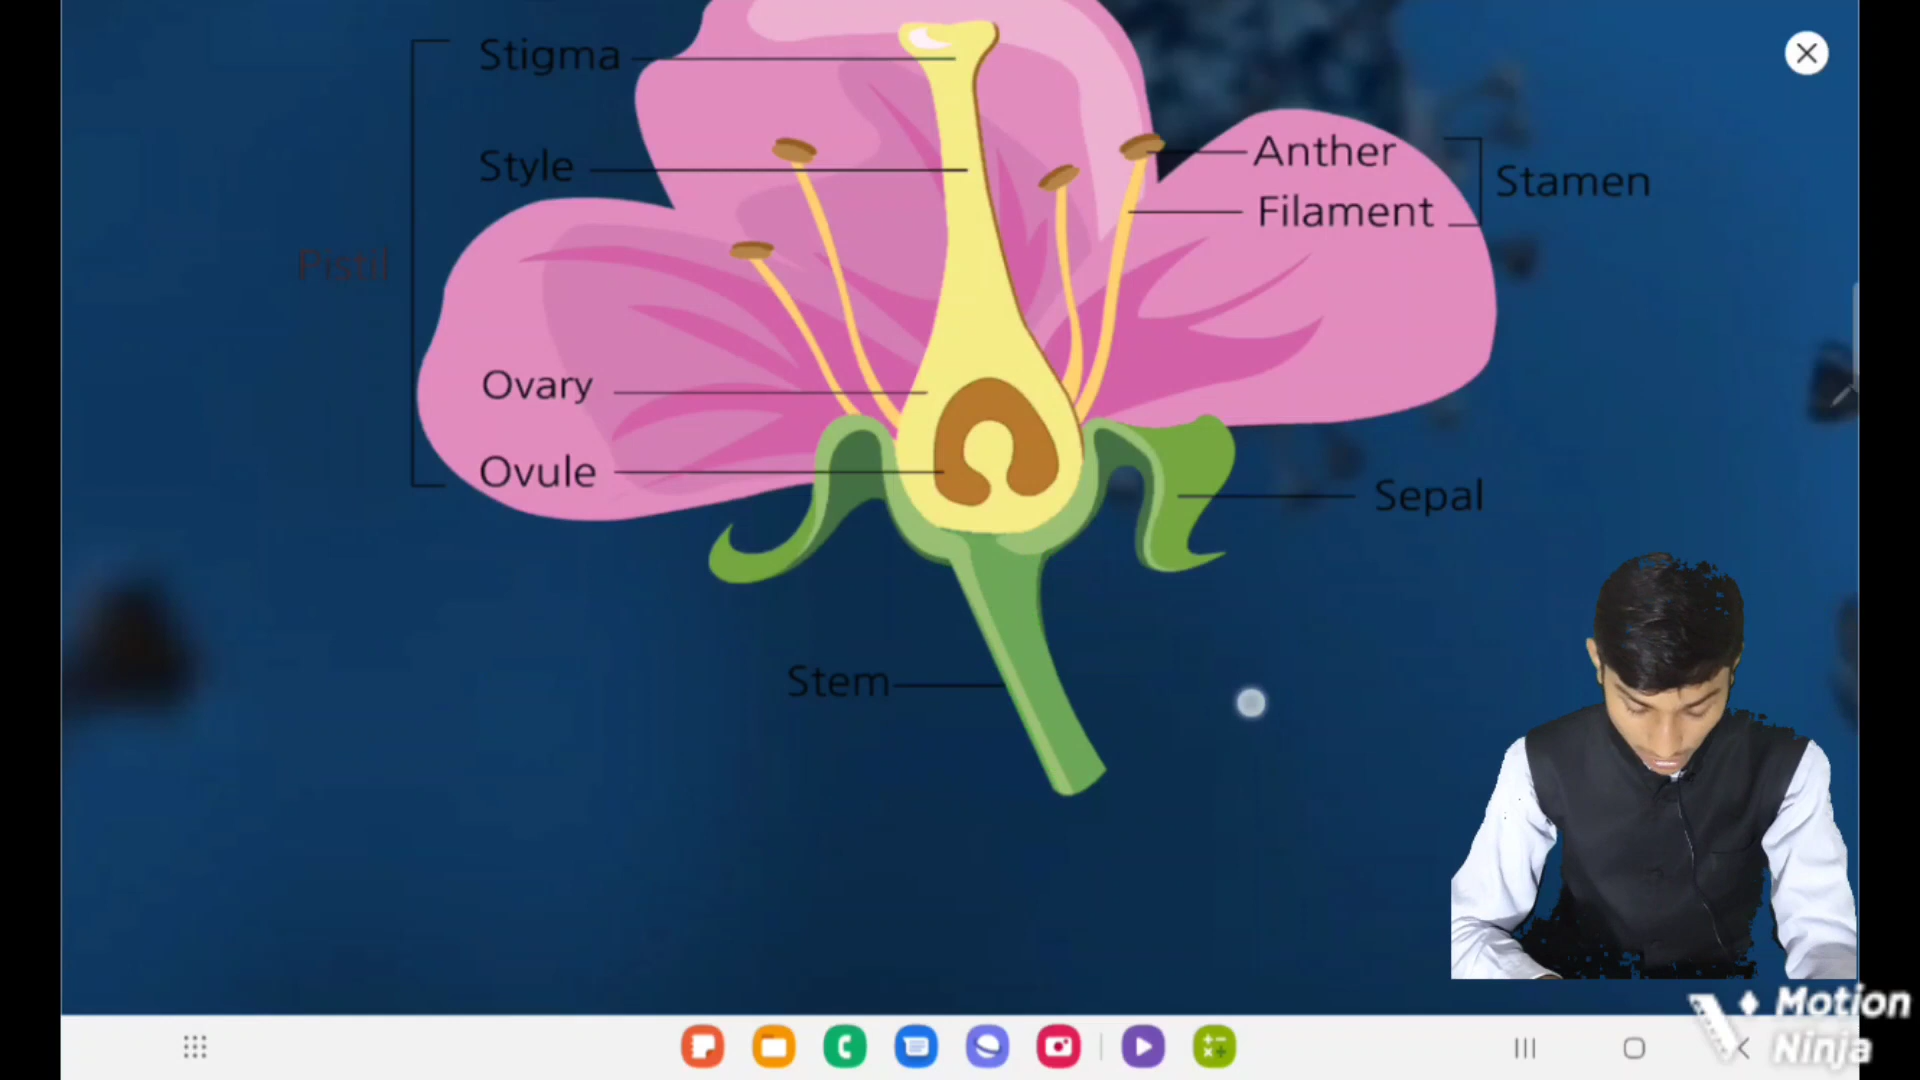 Stigma
Style
Pistil
Ovary
Ovule
Anther
Filament
Stamen
Sepal
Stem
Motion
Ninja